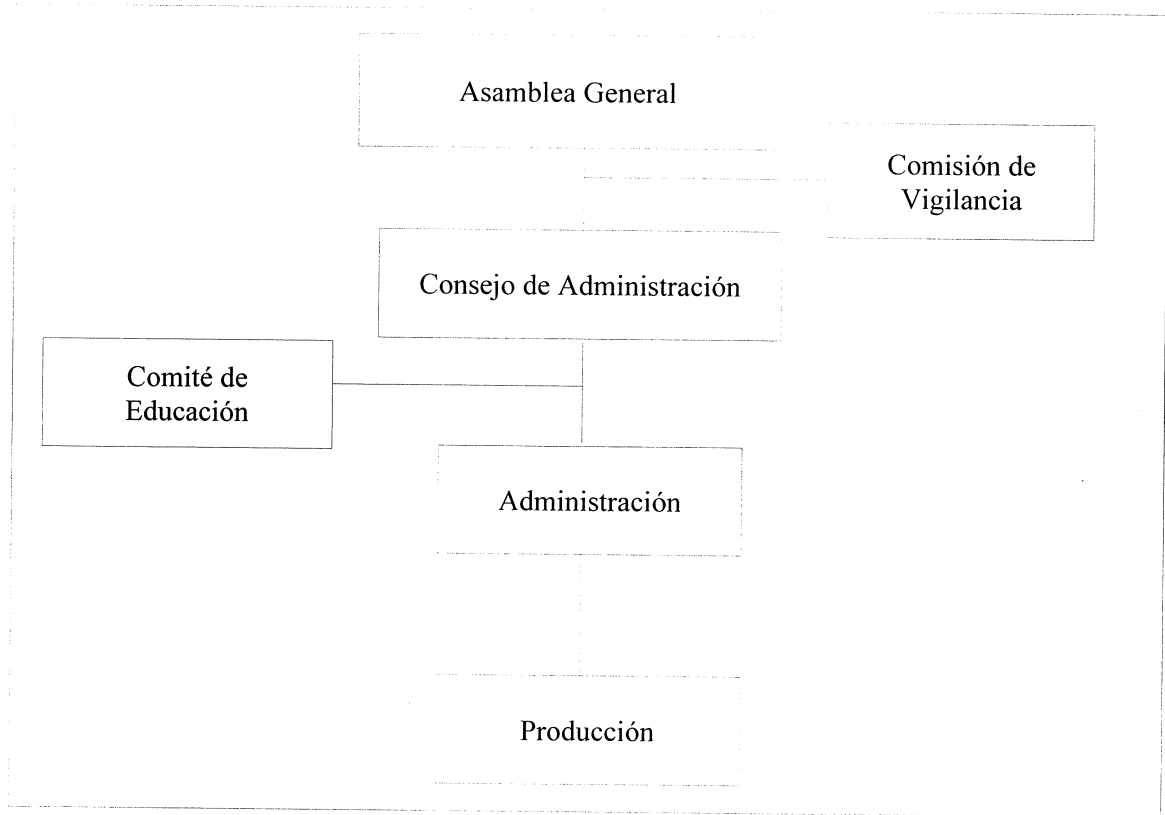 Asamblea General
Comisión de
Vigilancia
Consejo de Administración
Comité de
Educación
Administración
Producción